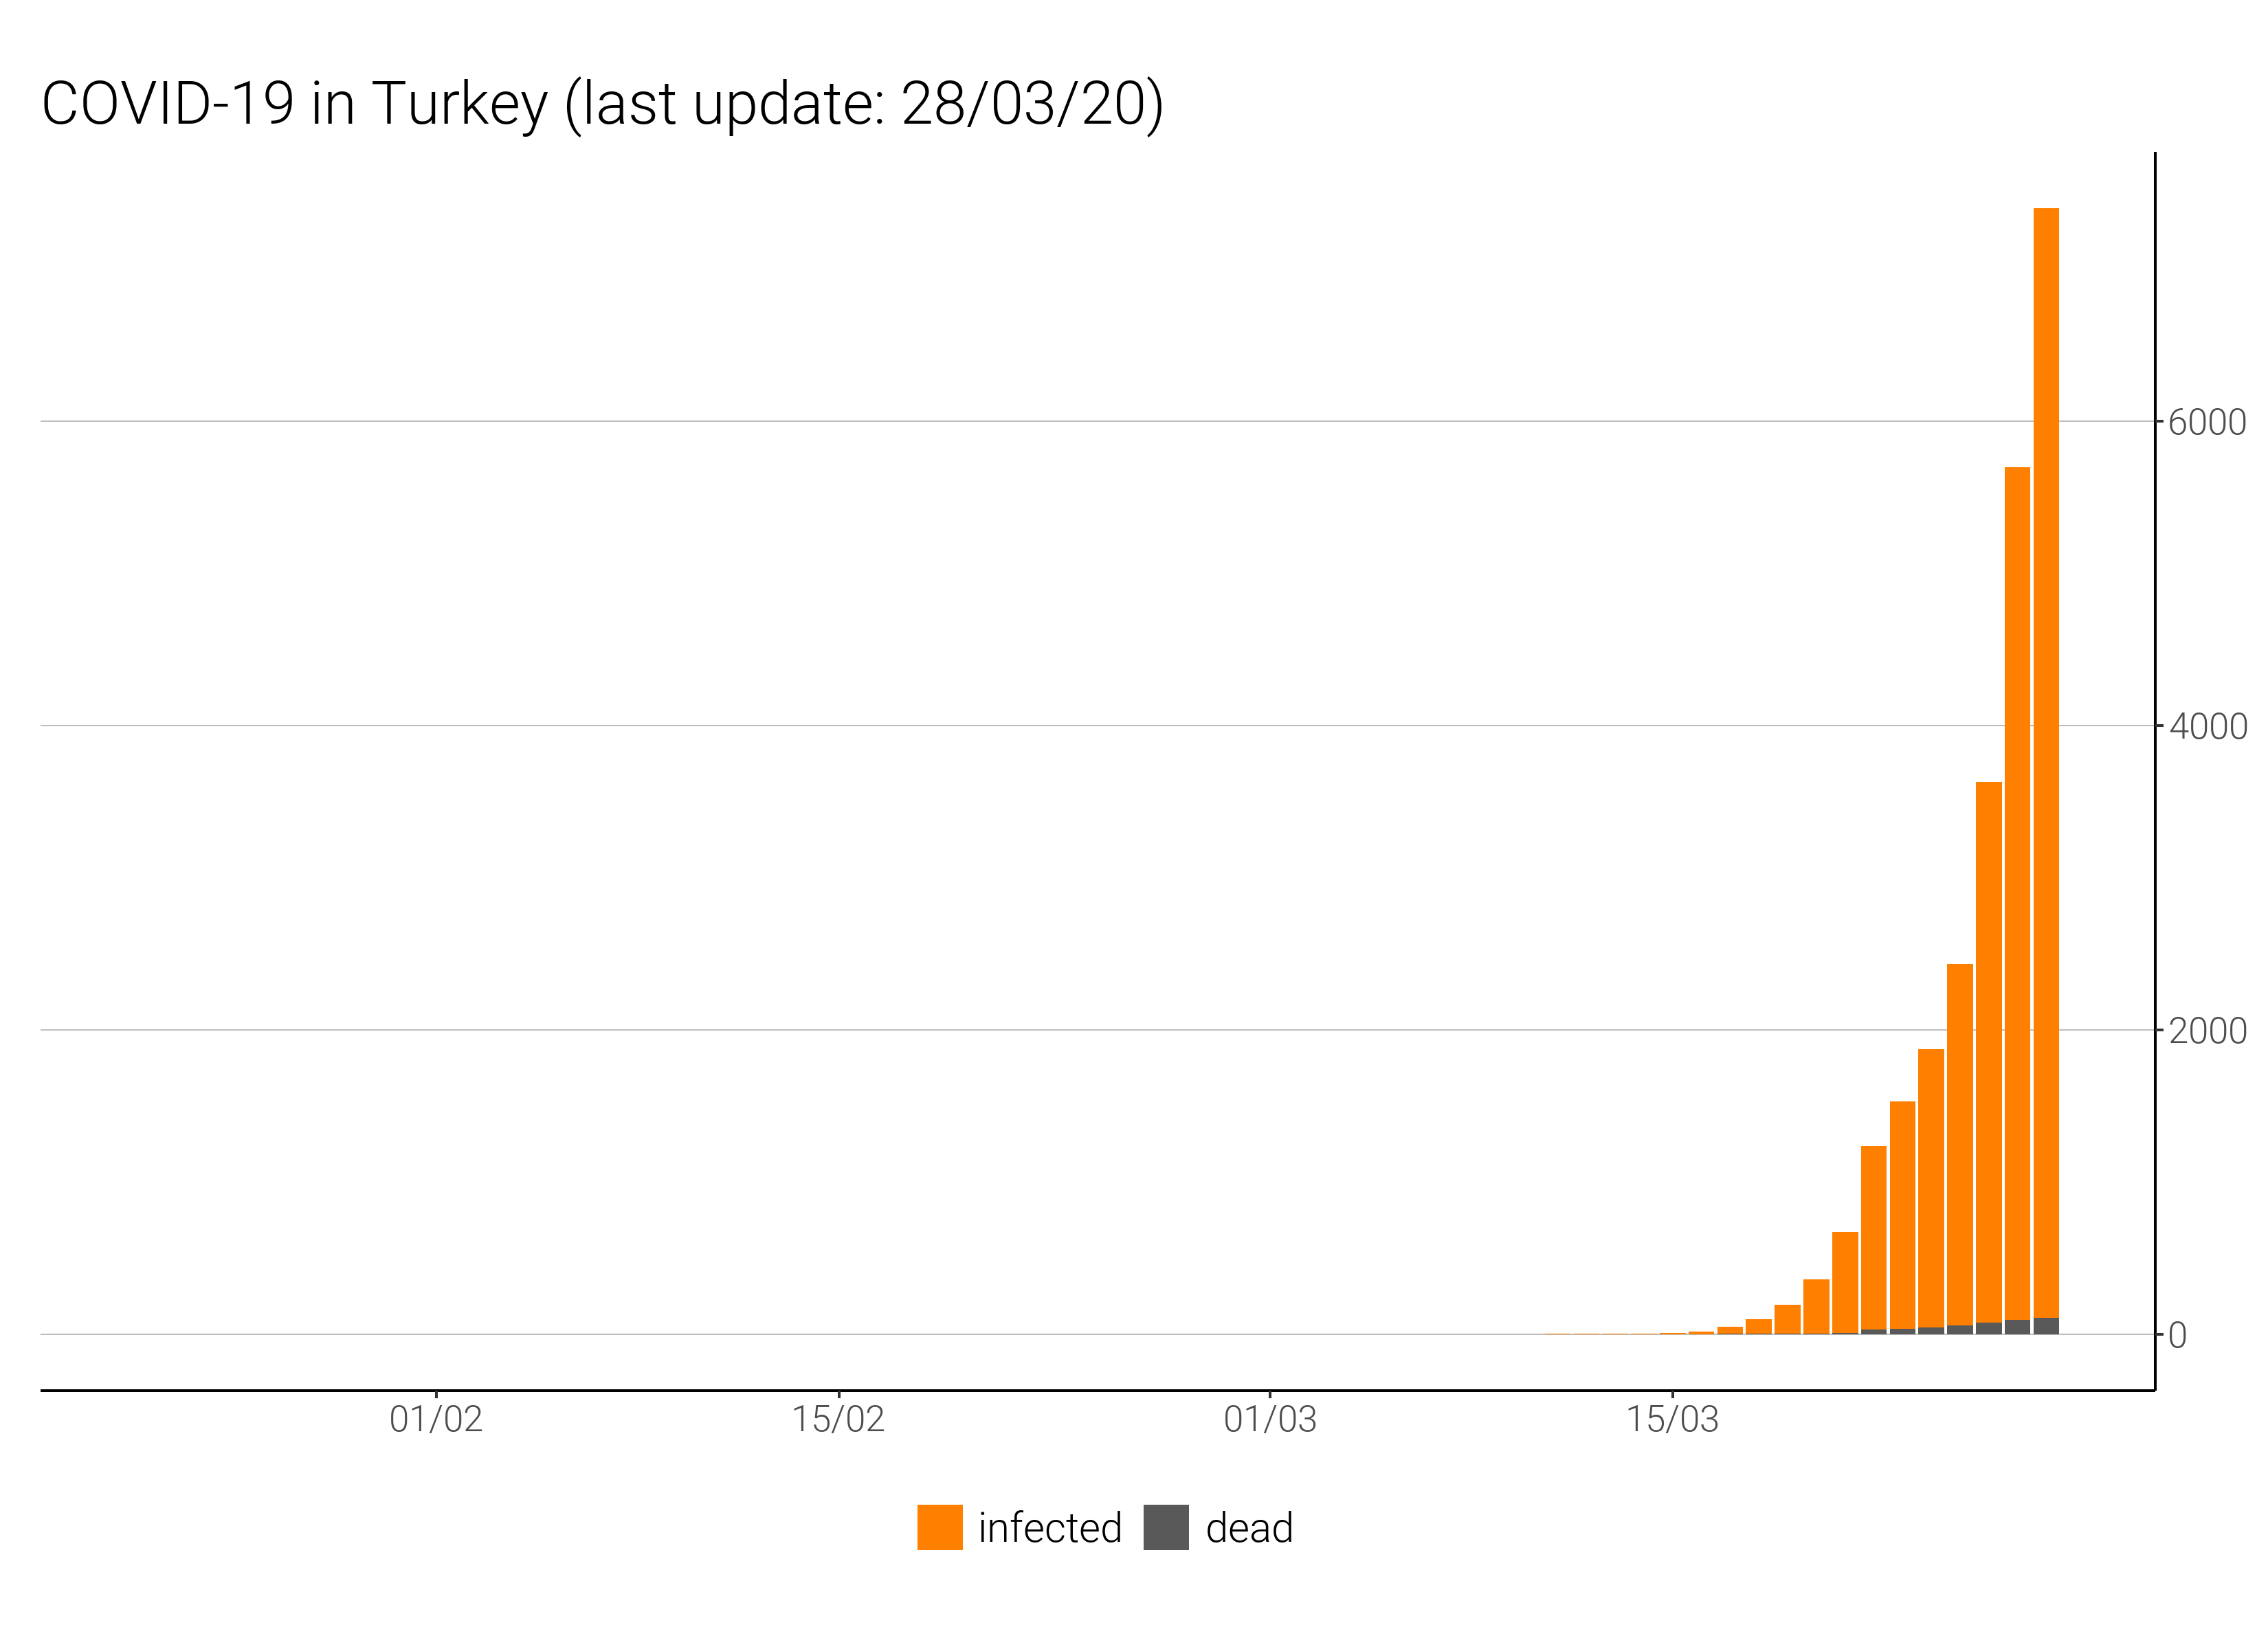 COVID-19 in Turkey (last update: 28/03/20)
6000
4000
2000
0
01/02 15/02 01/03 15/03
infected dead